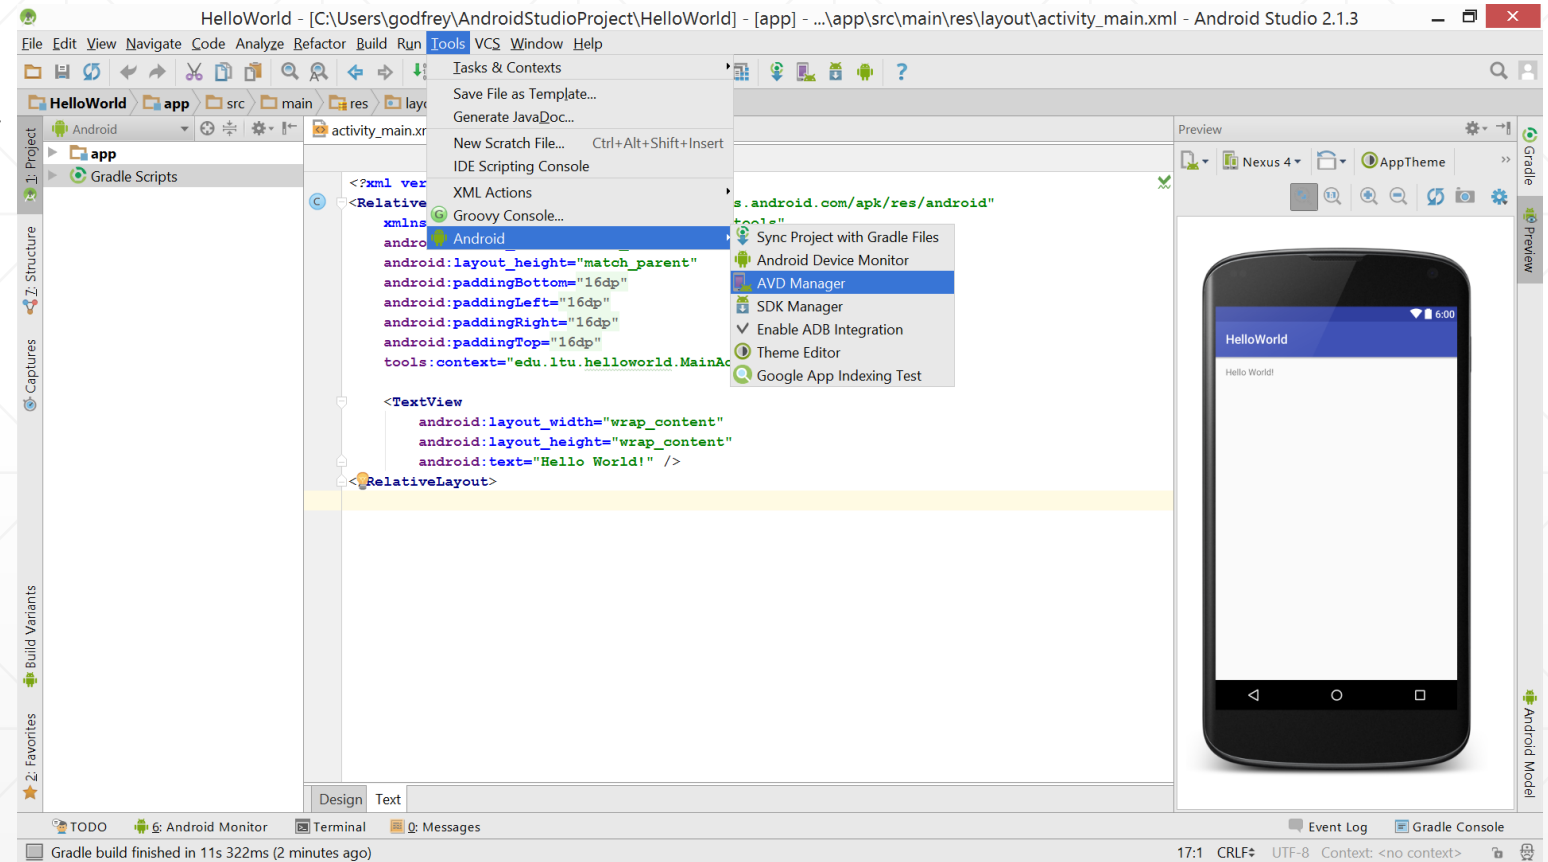 HelloWorld - [C:\Users\godfrey\AndroidStudioProject\HelloWorld] - [app] - ...\app\src\main\res\layout\activity_main.xml - Android Studio 2.1.3
File Edit View Navigate Code Analyze Refactor Build Run Tools VCS Window Help
Tasks & Contexts
Save File as Template...
Generate JavaDoc...
New Scratch File... Ctrl+Alt+Shift+Insert
IDE Scripting Console
XML Actions
Groovy Console...
Android
Sync Project with Gradle Files
Android Device Monitor
AVD Manager
SDK Manager
Enable ADB Integration
Theme Editor
Google App Indexing Test
HelloWorld app src main res
Android
app
Gradle Scripts
1: Project
7: Structure
Captures
Build Variants
2: Favorites
<?xml ver
<Relative s.android.com/apk/res/android"
xmlns tools"
andro
android:layout_height="match_parent"
android:paddingBottom="16dp"
android:paddingLeft="16dp"
android:paddingRight="16dp"
android:paddingTop="16dp"
tools:context="edu.ltu.helloworld.MainAc
<TextView
android:layout_width="wrap_content"
android:layout_height="wrap_content"
android:text="Hello World!" />
</RelativeLayout>
Design Text
Preview
Nexus 4 AppTheme
6:00
HelloWorld
Hello World!
Gradle
Preview
Android Model
TODO 6: Android Monitor Terminal 0: Messages Event Log Gradle Console
Gradle build finished in 11s 322ms (2 minutes ago) 17:1 CRLF UTF-8 Context: <no context>